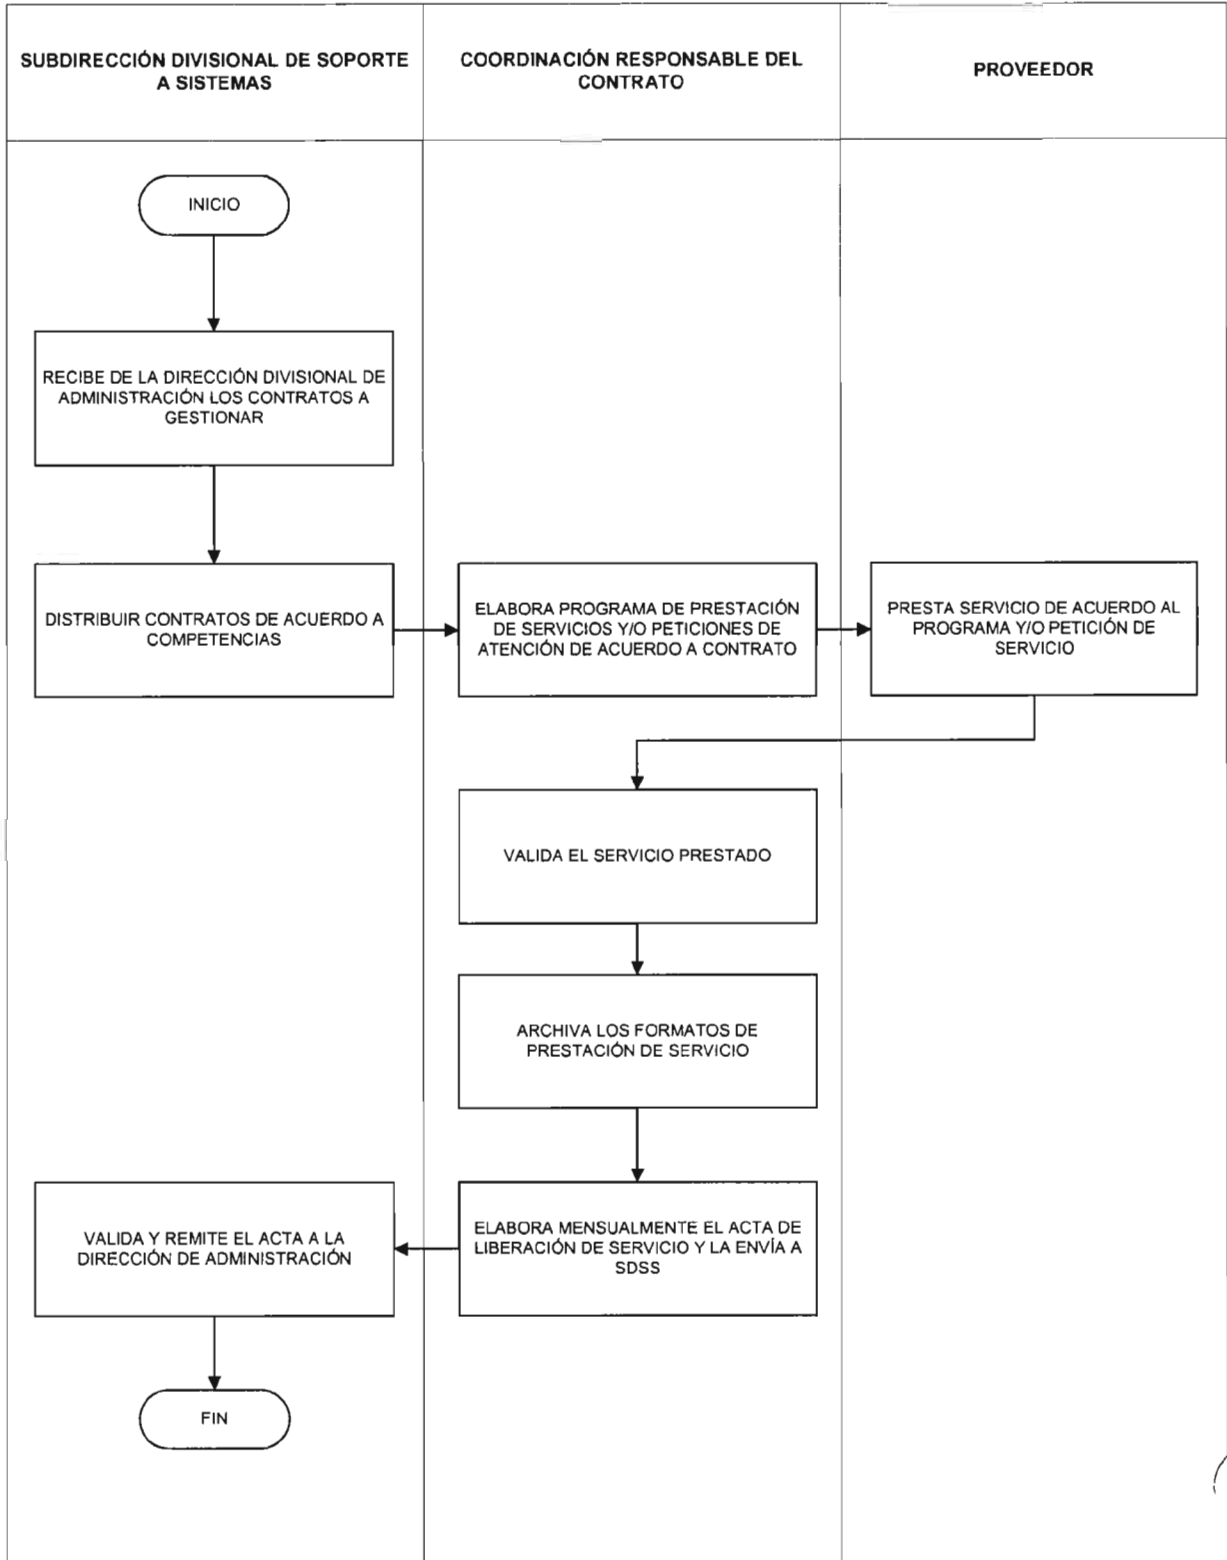 SUBDIRECCIÓN DIVISIONAL DE SOPORTE
A SISTEMAS
COORDINACIÓN RESPONSABLE DEL
CONTRATO
PROVEEDOR
INICIO
RECIBE DE LA DIRECCIÓN DIVISIONAL DE
ADMINISTRACIÓN LOS CONTRATOS A
GESTIONAR
DISTRIBUIR CONTRATOS DE ACUERDO A
COMPETENCIAS
ELABORA PROGRAMA DE PRESTACIÓN
DE SERVICIOS Y/O PETICIONES DE
ATENCIÓN DE ACUERDO A CONTRATO
PRESTA SERVICIO DE ACUERDO AL
PROGRAMA Y/O PETICIÓN DE
SERVICIO
VALIDA EL SERVICIO PRESTADO
ARCHIVA LOS FORMATOS DE
PRESTACIÓN DE SERVICIO
ELABORA MENSUALMENTE EL ACTA DE
LIBERACIÓN DE SERVICIO Y LA ENVÍA A
SDSS
VALIDA Y REMITE EL ACTA A LA
DIRECCIÓN DE ADMINISTRACIÓN
FIN